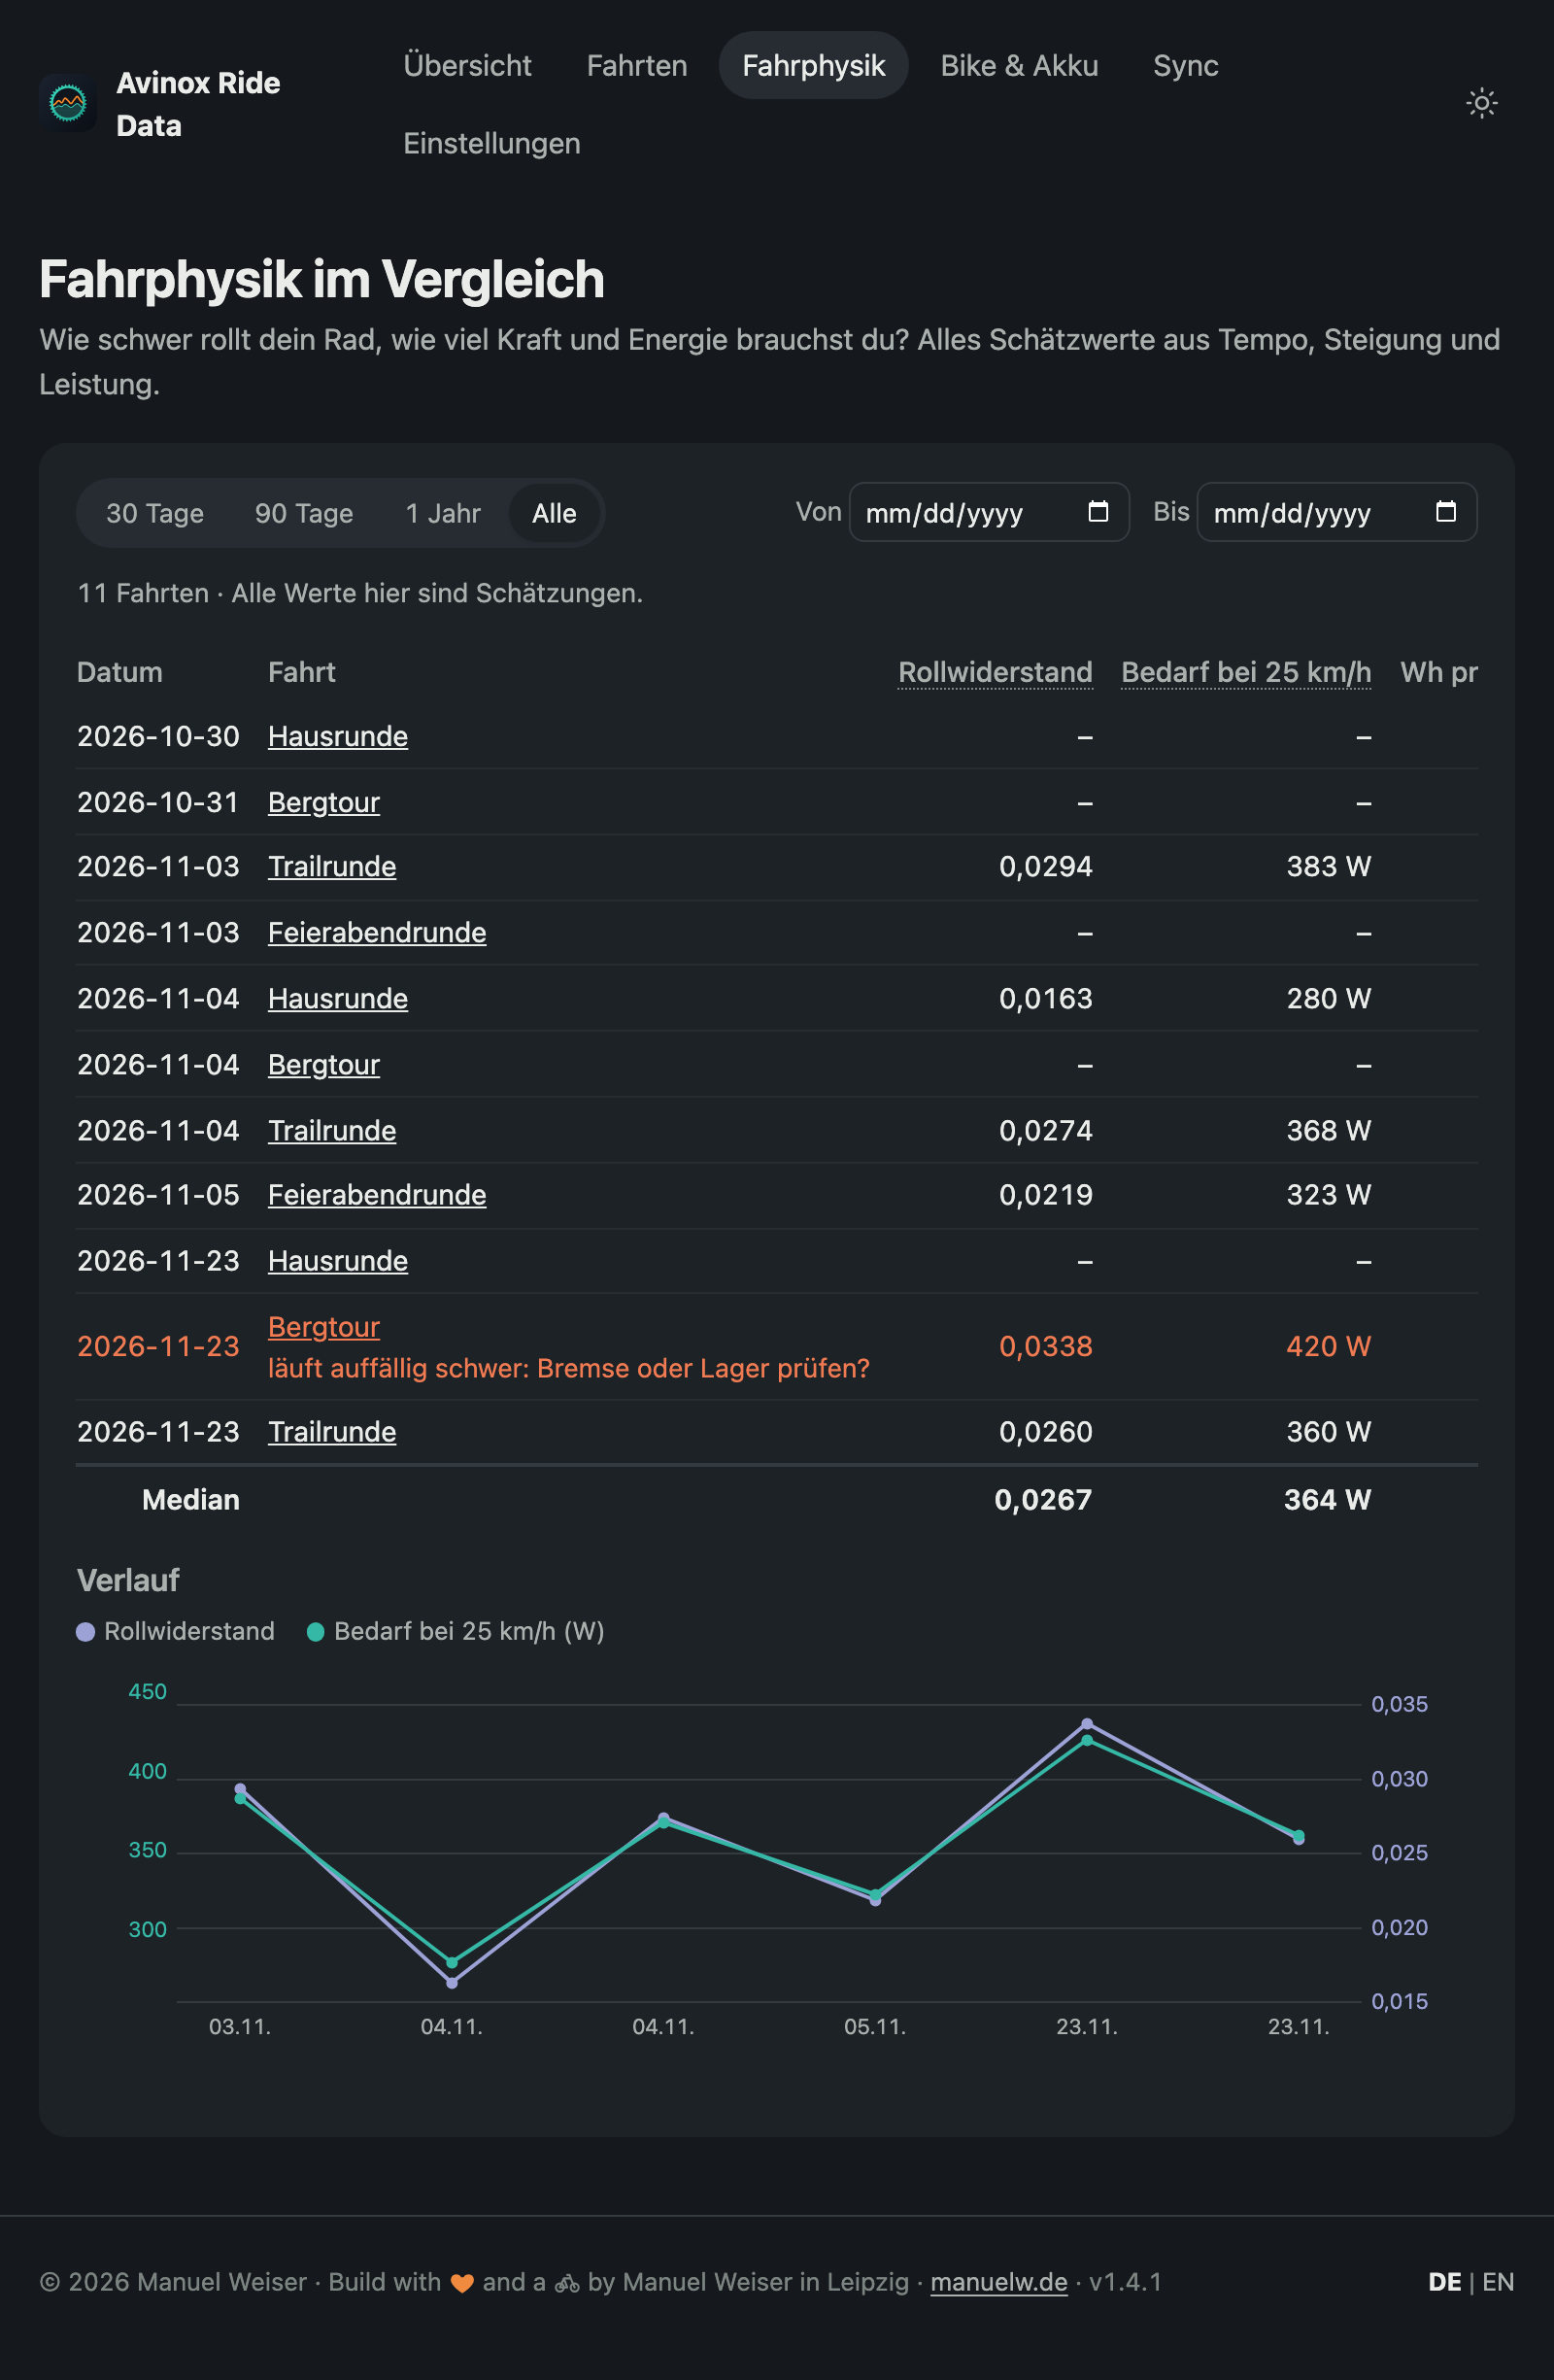 Avinox Ride
Data
Übersicht Fahrten Fahrphysik Bike & Akku Sync
Einstellungen
Fahrphysik im Vergleich
Wie schwer rollt dein Rad, wie viel Kraft und Energie brauchst du? Alles Schätzwerte aus Tempo, Steigung und
Leistung.
30 Tage 90 Tage 1 Jahr Alle Von mm/dd/yyyy Bis mm/dd/yyyy
11 Fahrten · Alle Werte hier sind Schätzungen.
Datum Fahrt Rollwiderstand Bedarf bei 25 km/h Wh pr
2026-10-30 Hausrunde – –
2026-10-31 Bergtour – –
2026-11-03 Trailrunde 0,0294 383 W
2026-11-03 Feierabendrunde – –
2026-11-04 Hausrunde 0,0163 280 W
2026-11-04 Bergtour – –
2026-11-04 Trailrunde 0,0274 368 W
2026-11-05 Feierabendrunde 0,0219 323 W
2026-11-23 Hausrunde – –
2026-11-23 Bergtour 0,0338 420 W
läuft auffällig schwer: Bremse oder Lager prüfen?
2026-11-23 Trailrunde 0,0260 360 W
Median 0,0267 364 W
Verlauf
Rollwiderstand Bedarf bei 25 km/h (W)
450 0,035
400 0,030
350 0,025
300 0,020
0,015
03.11. 04.11. 04.11. 05.11. 23.11. 23.11.
© 2026 Manuel Weiser · Build with 🧡 and a 🚲 by Manuel Weiser in Leipzig · manuelw.de · v1.4.1 DE | EN